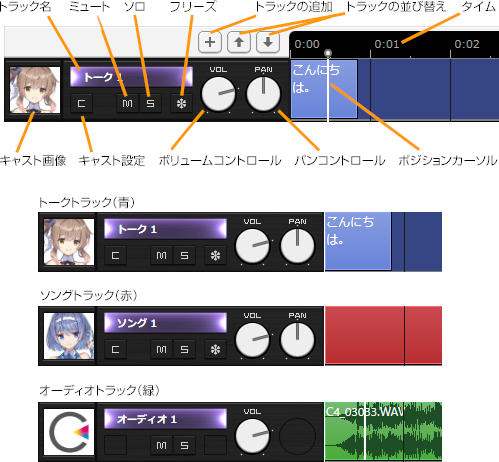 トラック名 ミュート ソロ フリーズ トラックの追加 トラックの並び替え タイム
0:00 0:01 0:02
トーク 1 VOL PAN こんにち
は。
C M S
キャスト画像 キャスト設定 ボリュームコントロール パンコントロール ポジションカーソル
トークトラック(青)
トーク 1 VOL PAN こんにち
は。
C M S
ソングトラック(赤)
ソング 1 VOL PAN
C M S
オーディオトラック(緑)
オーディオ 1 VOL C4_03033.WAV
M S